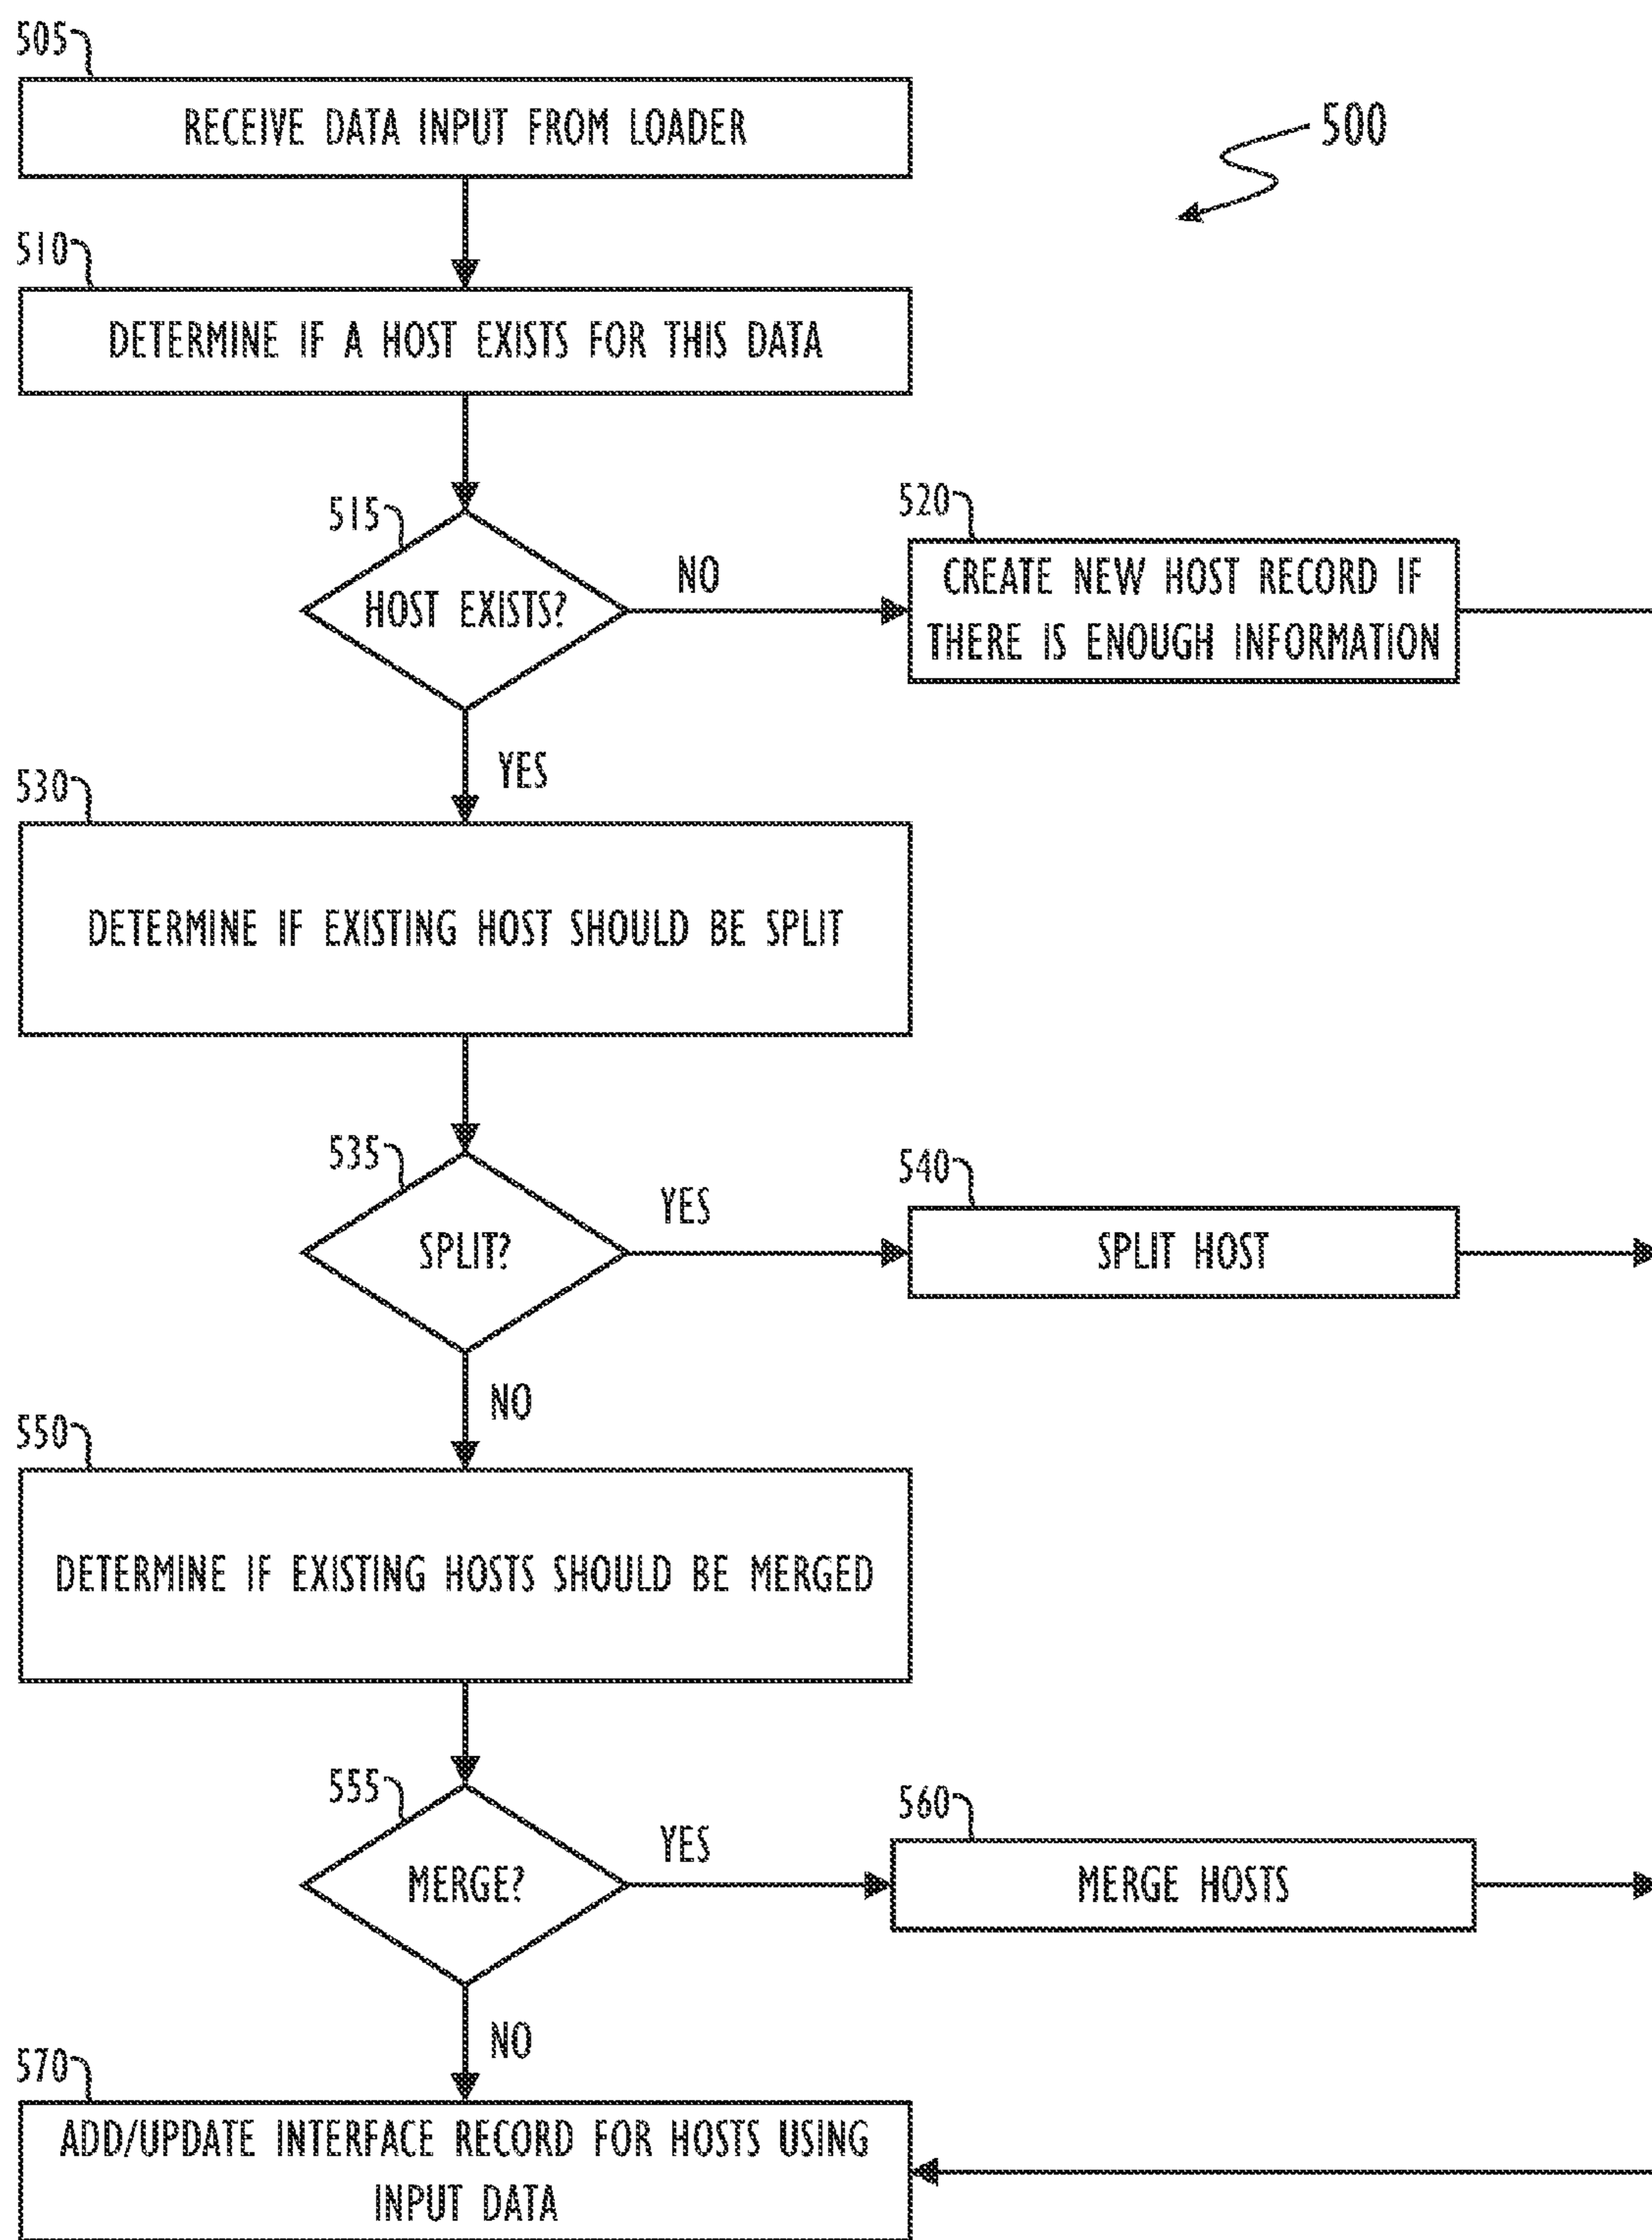 505
RECEIVE DATA INPUT FROM LOADER
500
510
DETERMINE IF A HOST EXISTS FOR THIS DATA
515
HOST EXISTS?
NO
520
CREATE NEW HOST RECORD IF
THERE IS ENOUGH INFORMATION
YES
530
DETERMINE IF EXISTING HOST SHOULD BE SPLIT
535
SPLIT?
YES
540
SPLIT HOST
NO
550
DETERMINE IF EXISTING HOSTS SHOULD BE MERGED
555
MERGE?
YES
560
MERGE HOSTS
NO
570
ADD/UPDATE INTERFACE RECORD FOR HOSTS USING
INPUT DATA